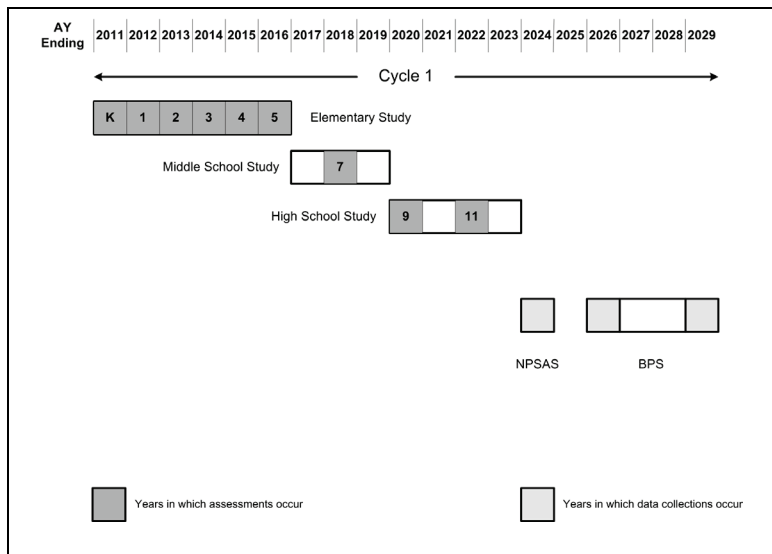 AY
Ending
2011 2012 2013 2014 2015 2016 2017 2018 2019 2020 2021 2022 2023 2024 2025 2026 2027 2028 2029
Cycle 1
K 1 2 3 4 5 Elementary Study
Middle School Study 7
High School Study 9 11
NPSAS BPS
Years in which assessments occur Years in which data collections occur